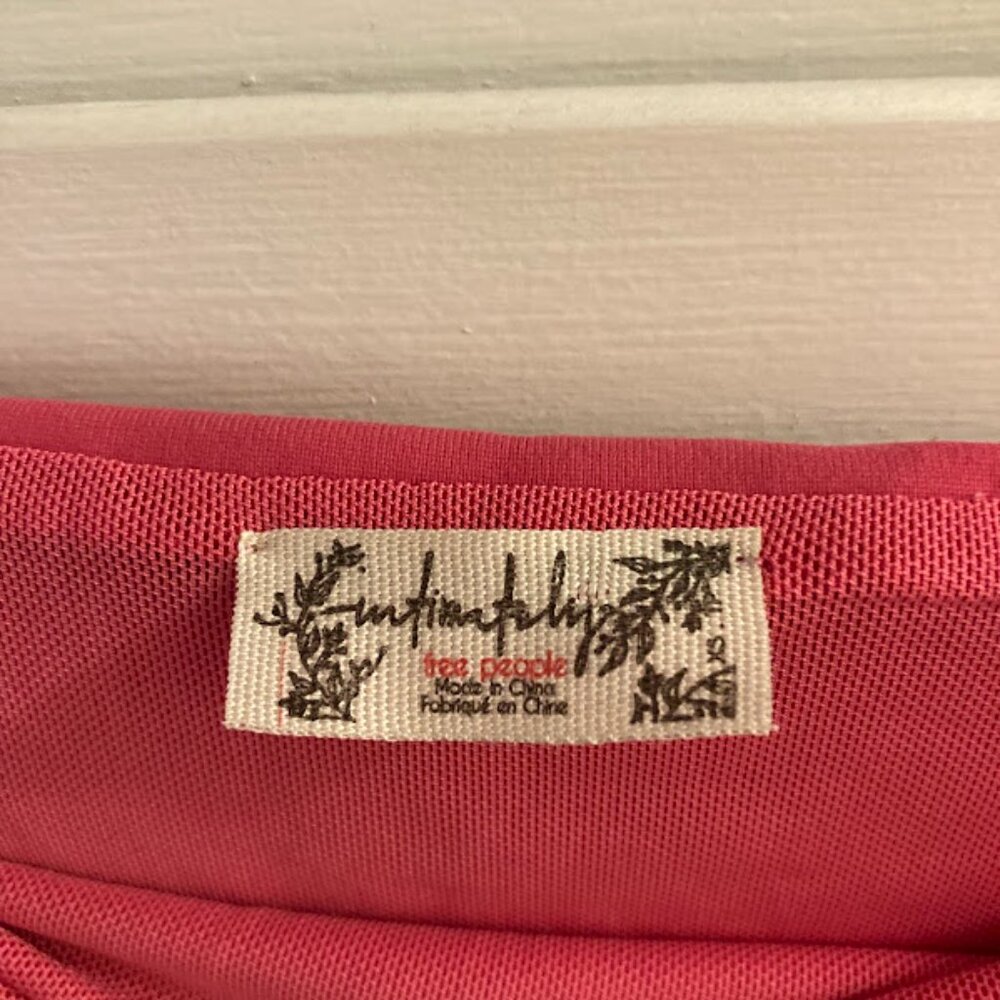 intimately
free people
Made in China
Fabriqué en Chine